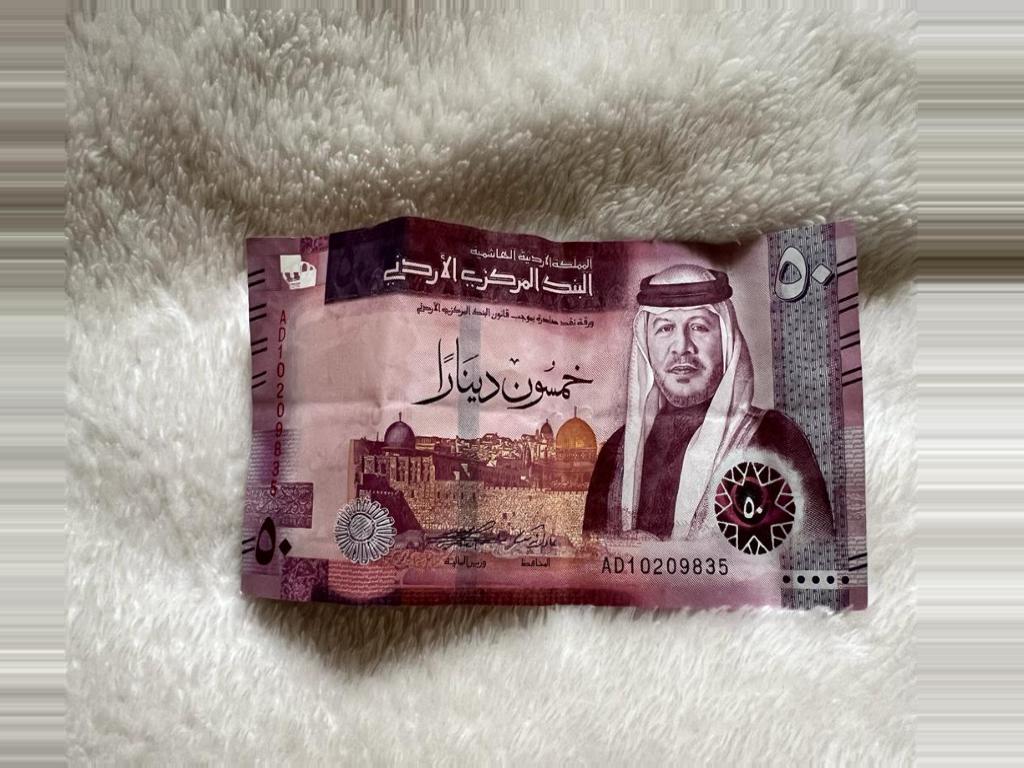 المملكة الأردنية الهاشمية
البنك المركزي الأردني
ورقة نقد صادرة بموجب قانون البنك المركزي الأردني
٥٠
خمسون دينارًا
AD10209835
٥٠
٥٠
المحافظ
وزير المالية
AD10209835